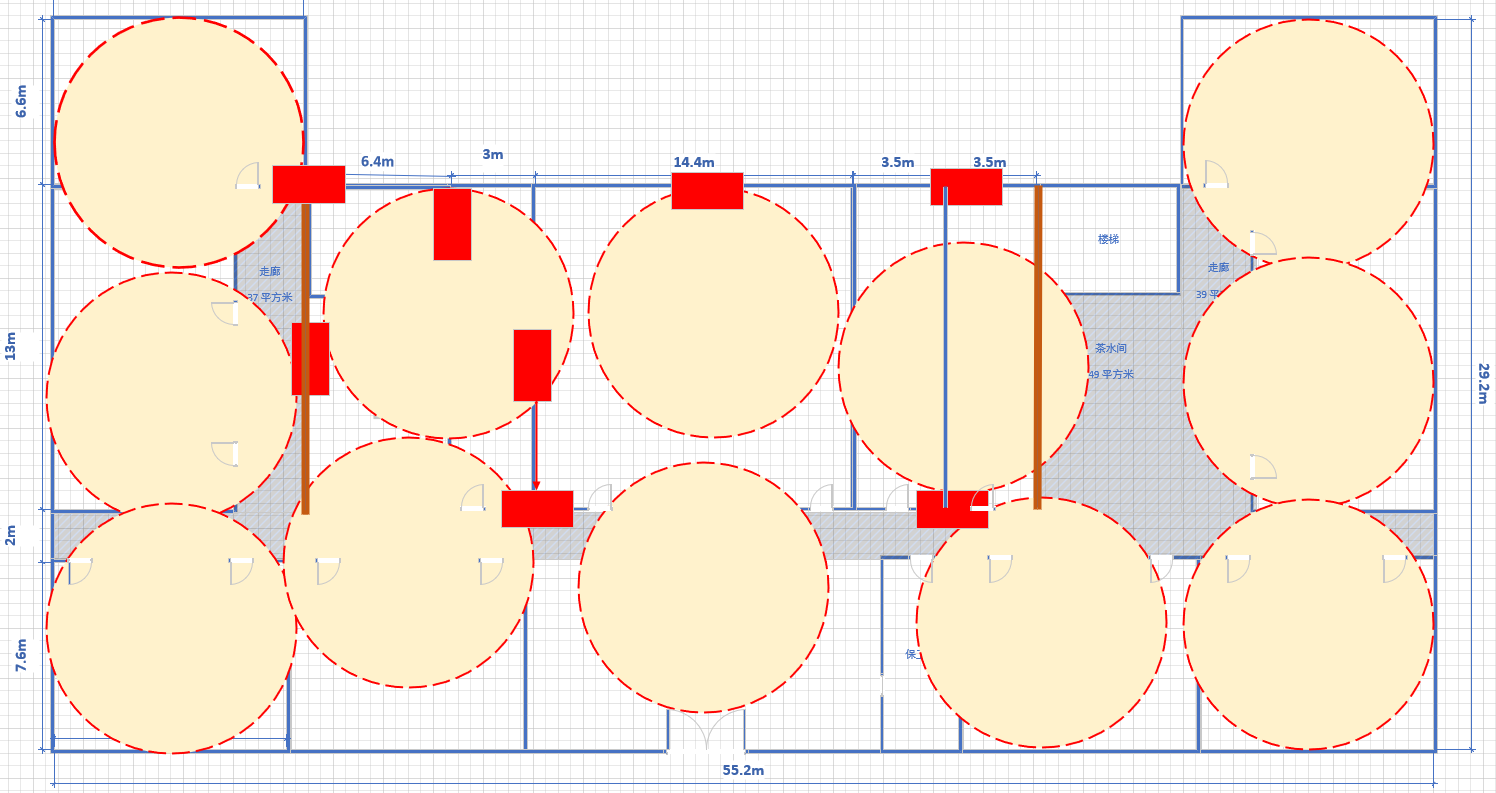 6.6m
6.4m
3m
14.4m
3.5m
3.5m
楼梯
走廊
37 平方米
走廊
39 平
13m
茶水间
49 平方米
29.2m
2m
7.6m
保
55.2m